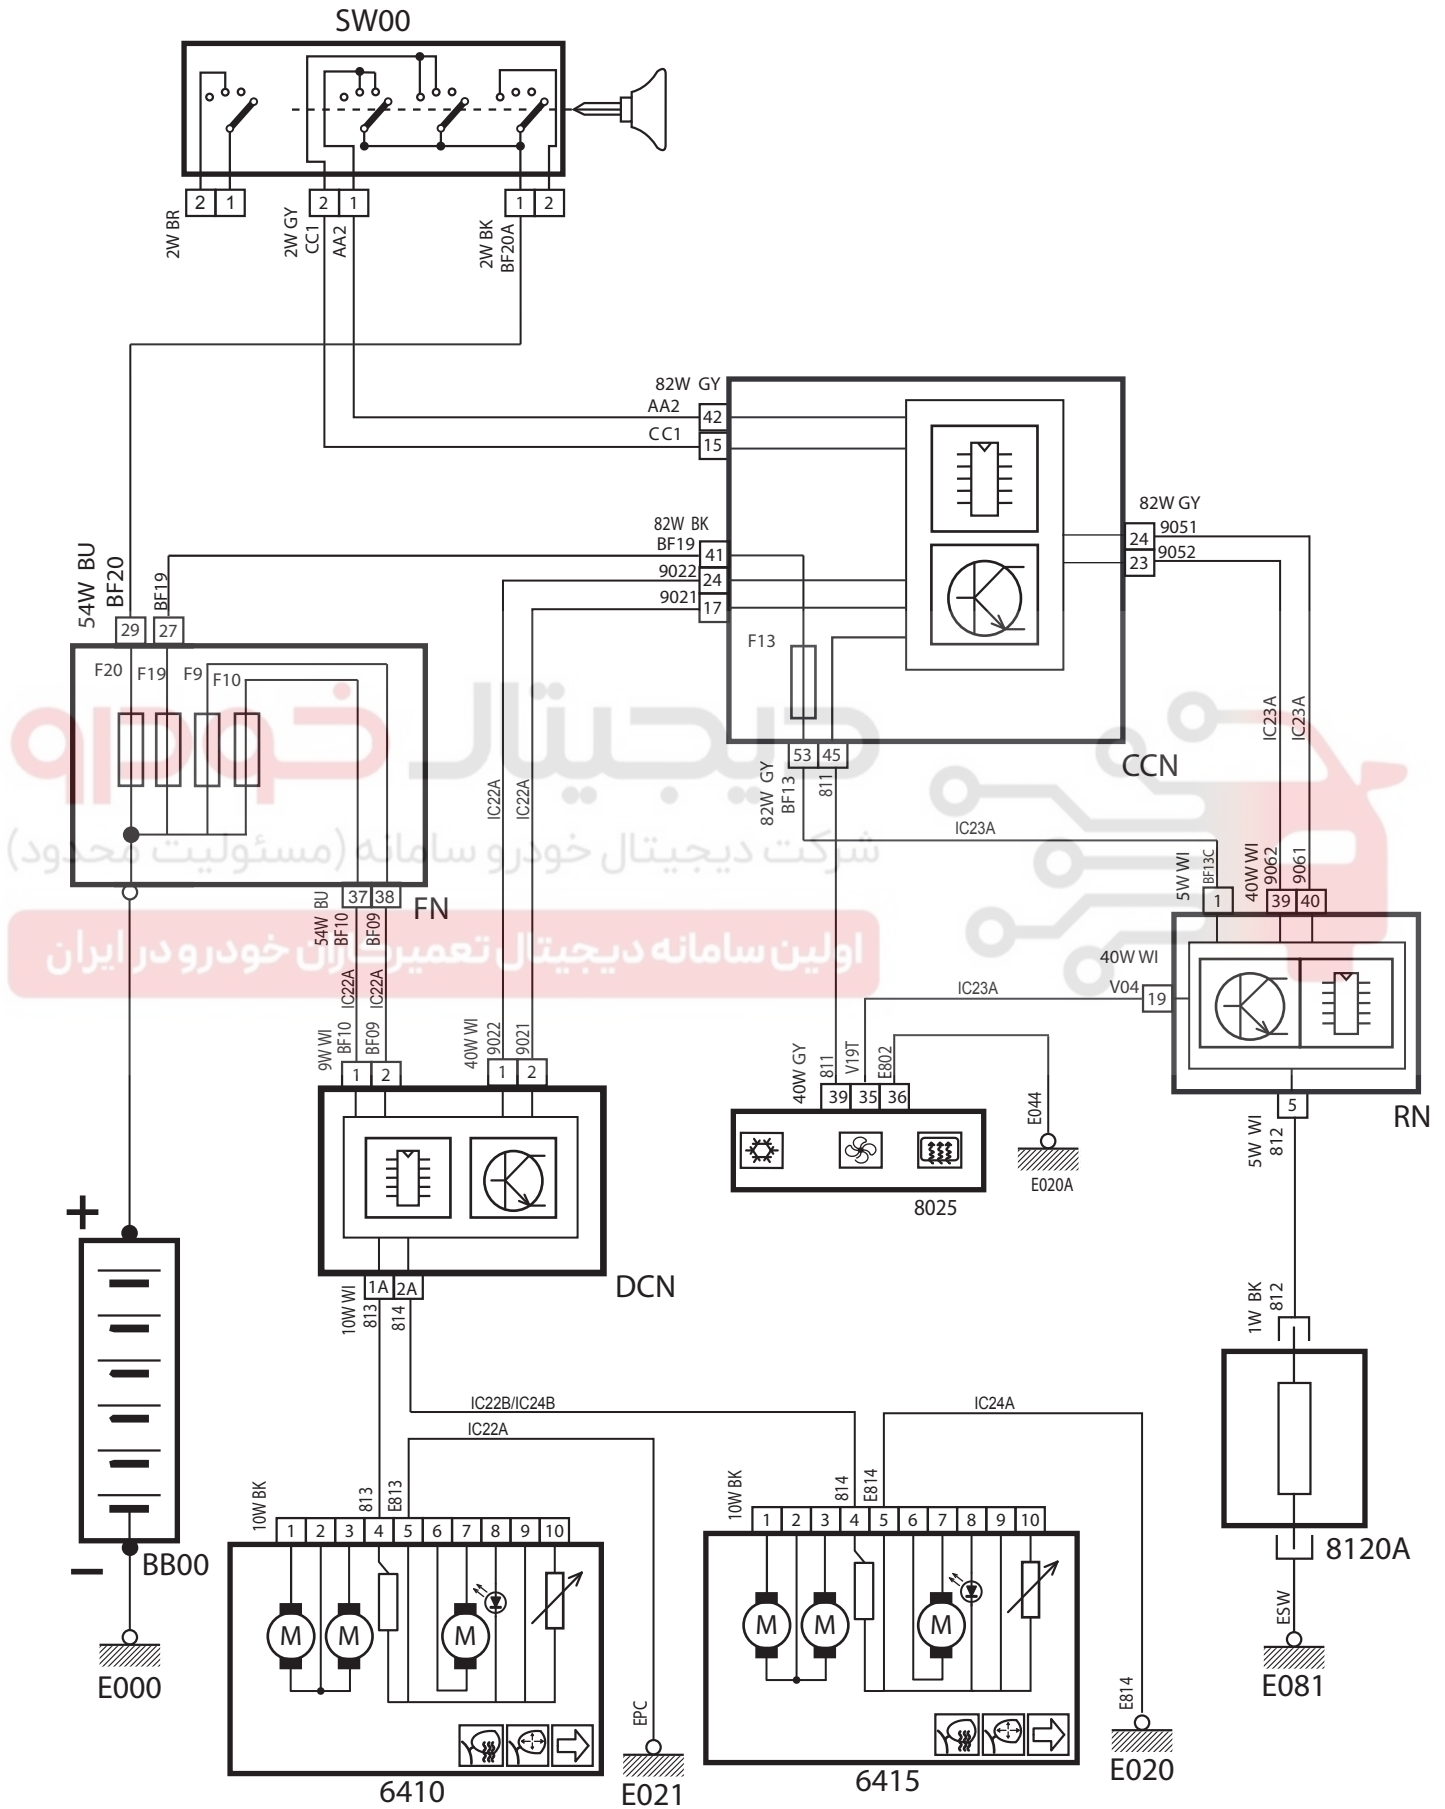 SW00
2 1 2 1 1 2
2W BR
2W GY
CC1
AA2
2W BK
BF20A
82W GY
AA2
42
CC1
15
82W BK
BF19
41
9022
24
9021
17
82W GY
24
9051
23
9052
F13
53 45
82W GY
BF13
811
CCN
54W BU
BF20
BF19
29 27
F20 F19 F9 F10
37 38
FN
54W BU
BF10
BF09
IC22A
IC22A
IC22A
IC22A
IC23A
IC23A
IC23A
دیجیتال خودرو
شرکت دیجیتال خودرو سامانه (مسئولیت محدود)
اولین سامانه دیجیتال تعمیرکاران خودرو در ایران
5W WI
BF13C
40W WI
9062
9061
1 39 40
40W WI
V04
19
IC23A
RN
5
5W WI
812
9W WI
BF10
BF09
40W WI
9022
9021
1 2 1 2
DCN
1A 2A
10W WI
813
814
40W GY
811
V19T
E802
39 35 36
8025
E044
E020A
+
−
BB00
E000
1W BK
812
8120A
ESW
E081
IC22B/IC24B
IC22A
IC24A
10W BK
813
E813
1 2 3 4 5 6 7 8 9 10
M M M
6410
EPC
E021
10W BK
814
E814
1 2 3 4 5 6 7 8 9 10
M M M
6415
E814
E020